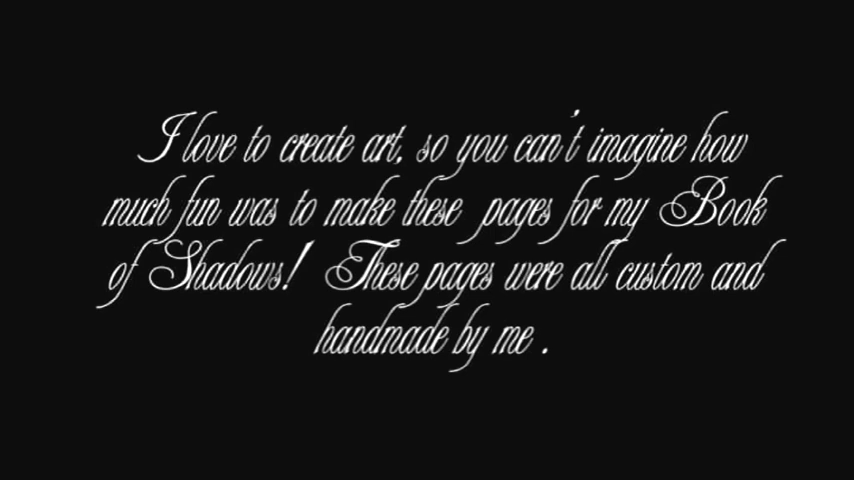 I love to create art, so you can't imagine how
much fun was to make these pages for my Book
of Shadows! These pages were all custom and
handmade by me .